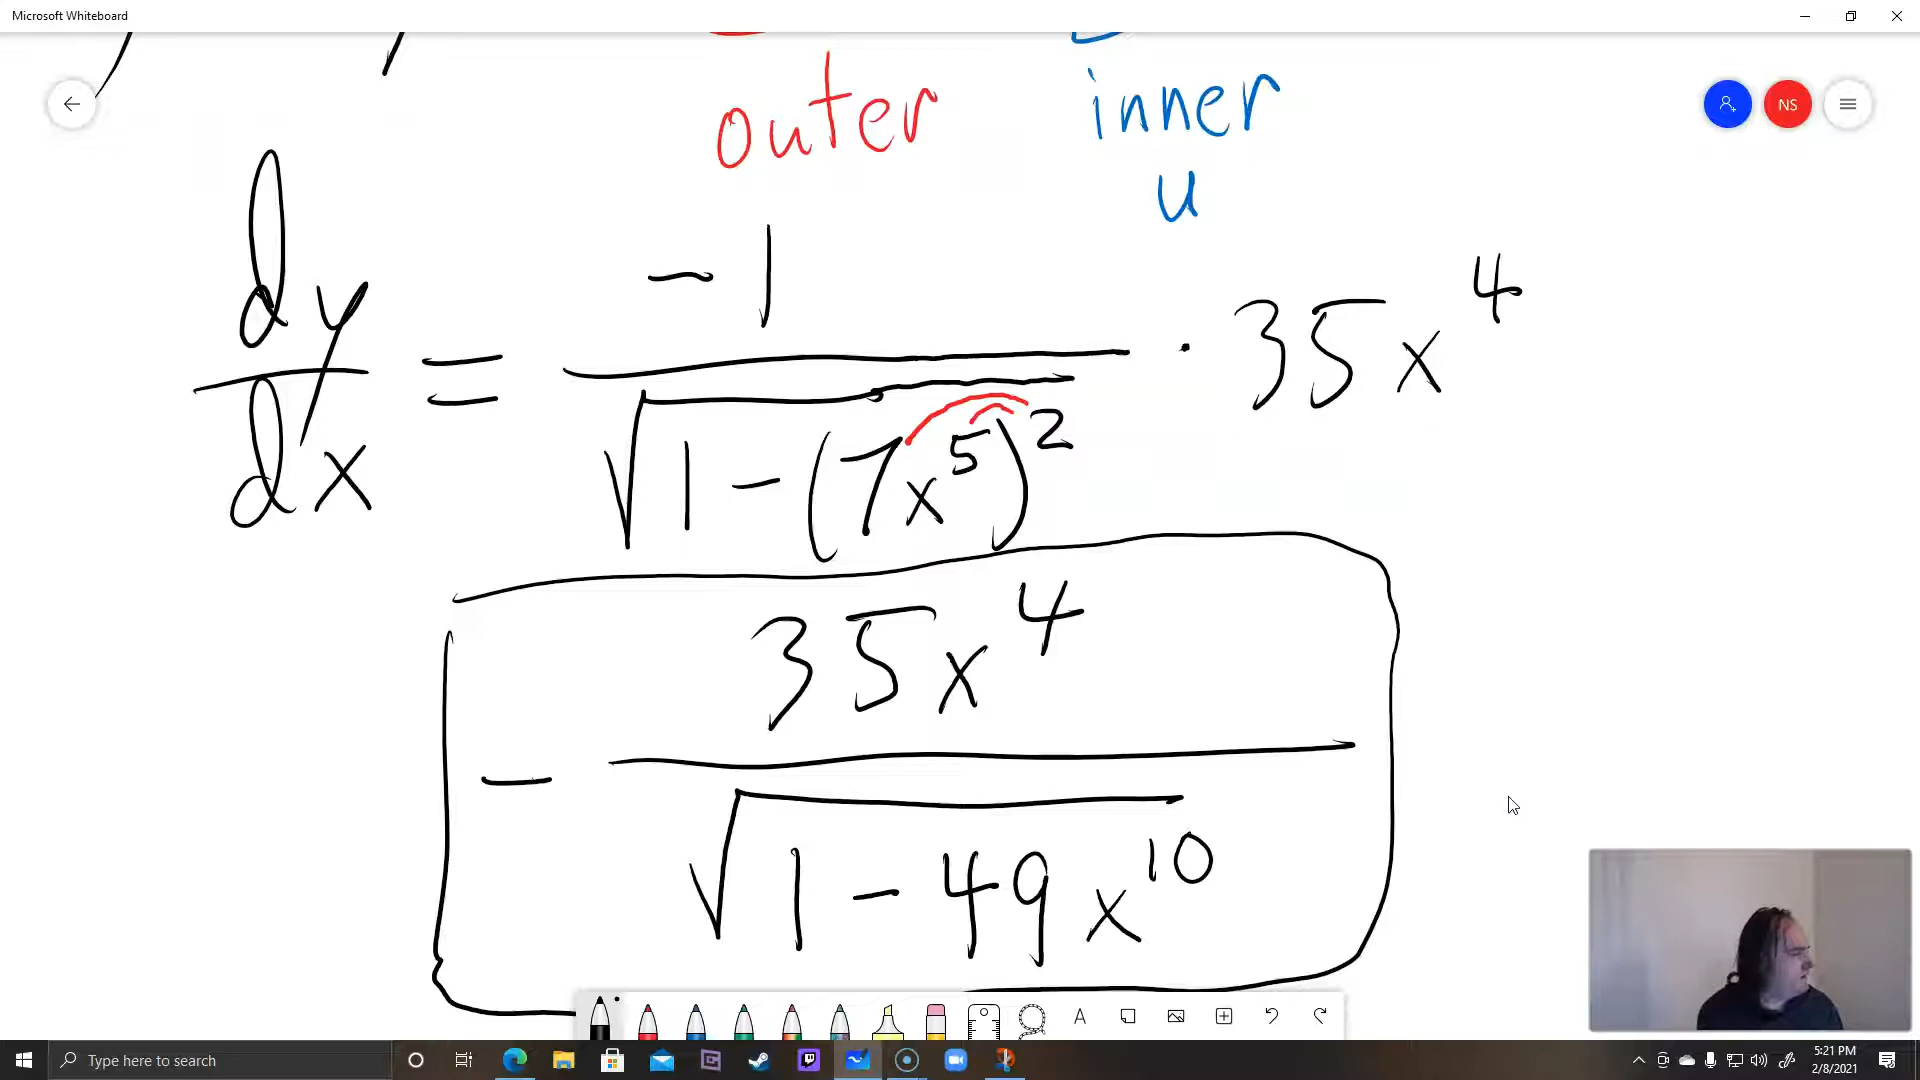 Microsoft Whiteboard
outer inner
u
NS
dy/dx = -1/√(1-(7x^5)^2) · 35x^4
- 35x^4/√(1-49x^10)
A
Type here to search
5:21 PM
2/8/2021